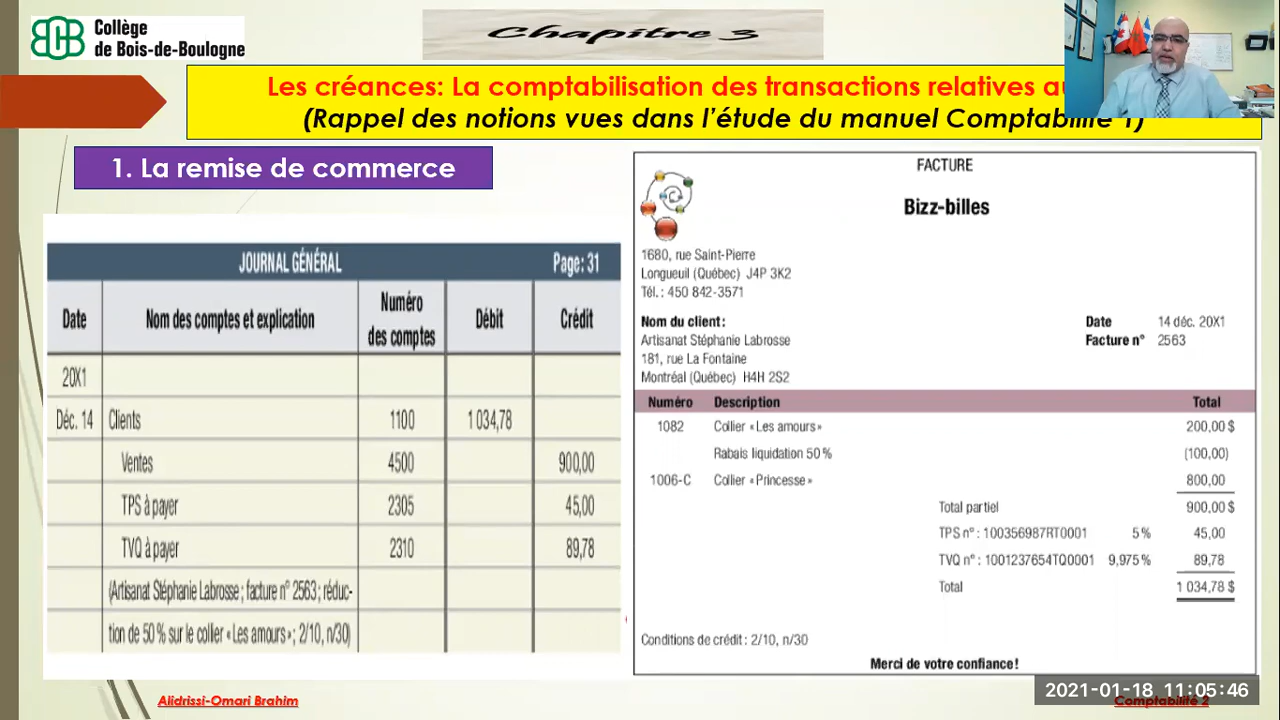 Collège
de Bois-de-Boulogne
Chapitre 3
Les créances: La comptabilisation des transactions relatives
(Rappel des notions vues dans l'étude du manuel Comptabilité 1)
1. La remise de commerce
JOURNAL GÉNÉRAL Page: 31
Date Nom des comptes et explication Numéro des comptes Débit Crédit
20X1
Déc. 14 Clients 1100 1 034,78
Ventes 4500 900,00
TPS à payer 2305 45,00
TVQ à payer 2310 89,78
(Artisanat Stéphanie Labrosse; facture n° 2563; réduc-
tion de 50 % sur le collier «Les amours»; 2/10, n/30)
FACTURE
Bizz-billes
1680, rue Saint-Pierre
Longueuil (Québec) J4P 3K2
Tél.: 450 842-3571
Nom du client: Date 14 déc. 20X1
Artisanat Stéphanie Labrosse Facture n° 2563
181, rue La Fontaine
Montréal (Québec) H4H 2S2
Numéro Description Total
1082 Collier «Les amours» 200,00 $
Rabais liquidation 50 % (100,00)
1006-C Collier «Princesse» 800,00
Total partiel 900,00 $
TPS n°: 100356987RT0001 5 % 45,00
TVQ n°: 1001237654TQ0001 9,975 % 89,78
Total 1 034,78 $
Conditions de crédit: 2/10, n/30
Merci de votre confiance!
Alidrissi-Omari Brahim
2021-01-18 11:05:46
Comptabilité 2